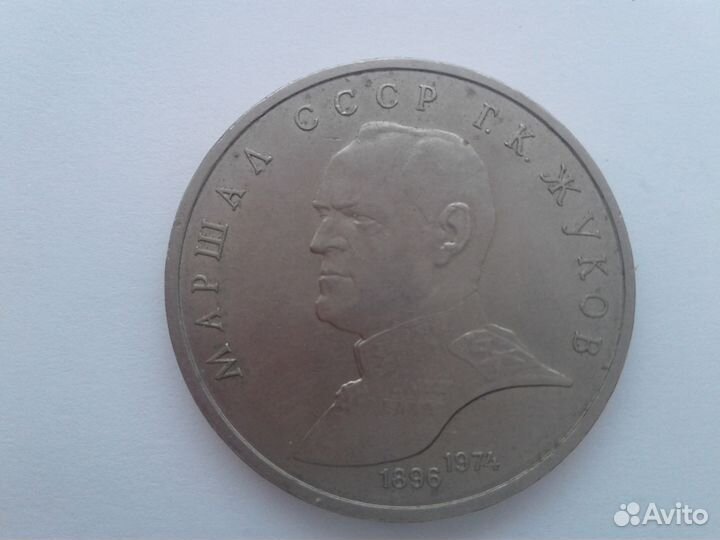 МАРШАЛ СССР Г.К. ЖУКОВ
1896 1974
Avito